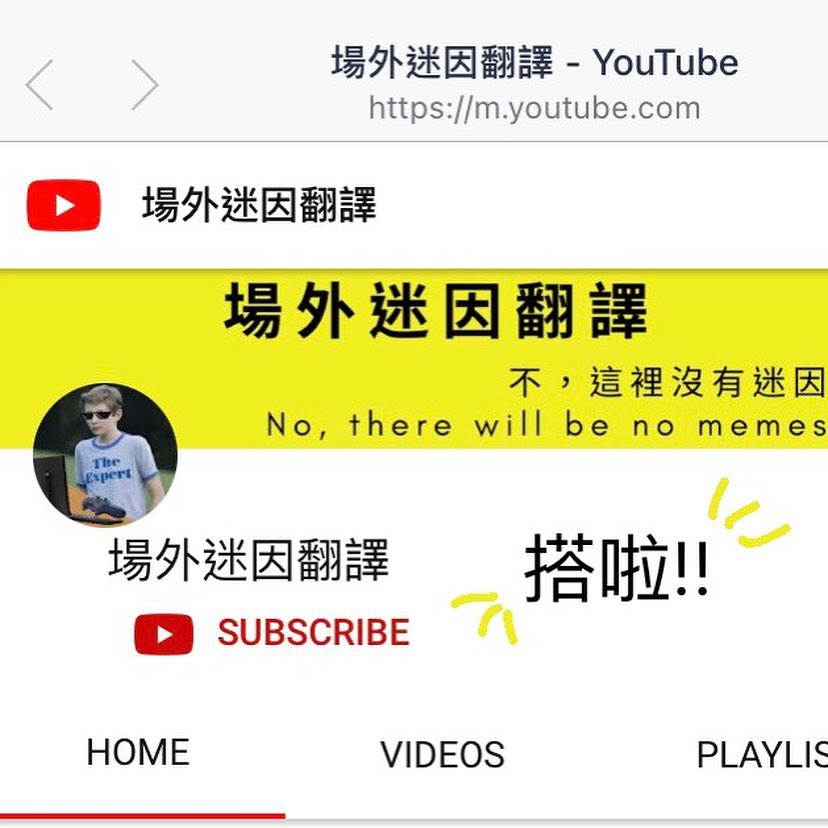 場外迷因翻譯 - YouTube
https://m.youtube.com
場外迷因翻譯
場外迷因翻譯
不，這裡沒有迷因
No, there will be no memes
The
Expert
場外迷因翻譯
搭啦!!
SUBSCRIBE
HOME VIDEOS PLAYLIS